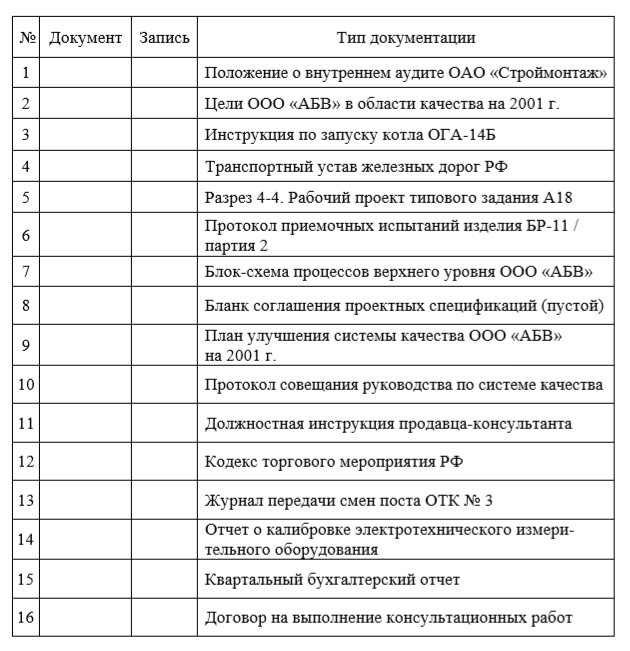 № Документ Запись Тип документации
1 Положение о внутреннем аудите ОАО «Строймонтаж»
2 Цели ООО «АБВ» в области качества на 2001 г.
3 Инструкция по запуску котла ОГА-14Б
4 Транспортный устав железных дорог РФ
5 Разрез 4-4. Рабочий проект типового задания А18
6 Протокол приемочных испытаний изделия БР-11 /
партия 2
7 Блок-схема процессов верхнего уровня ООО «АБВ»
8 Бланк соглашения проектных спецификаций (пустой)
9 План улучшения системы качества ООО «АБВ»
на 2001 г.
10 Протокол совещания руководства по системе качества
11 Должностная инструкция продавца-консультанта
12 Кодекс торгового мероприятия РФ
13 Журнал передачи смен поста ОТК № 3
14 Отчет о калибровке электротехнического измери-
тельного оборудования
15 Квартальный бухгалтерский отчет
16 Договор на выполнение консультационных работ